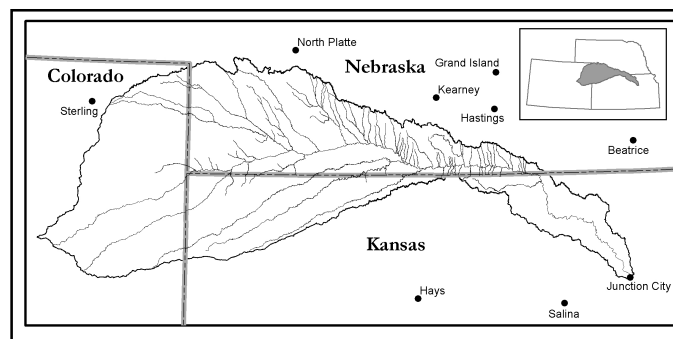 North Platte
Nebraska
Grand Island
Colorado
Kearney
Sterling
Hastings
Beatrice
Kansas
Junction City
Hays
Salina